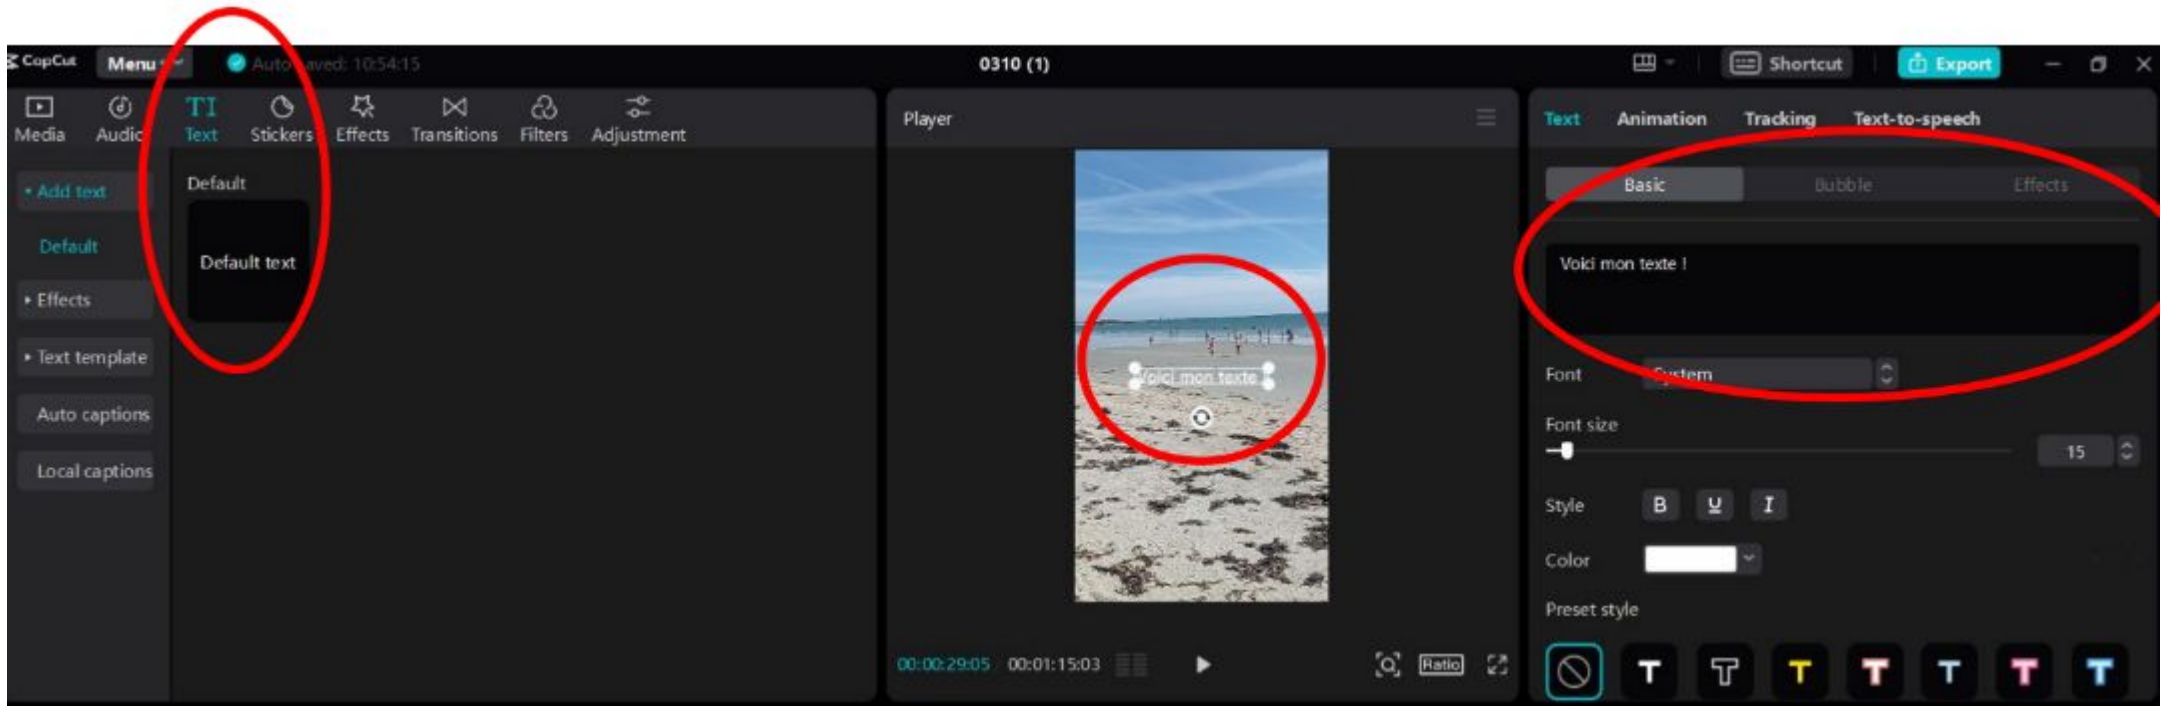 CapCut Menu Auto saved: 10:54:15 0310 (1) Shortcut Export
Media Audio TI Text Stickers Effects Transitions Filters Adjustment
Add text
Default
Effects
Text template
Auto captions
Local captions
Default
Default text
Player
Voici mon texte !
00:00:29:05 00:01:15:03 Ratio
Text Animation Tracking Text-to-speech
Basic Bubble Effects
Voici mon texte !
Font System
Font size
15
Style B U I
Color
Preset style
T T T T T T T